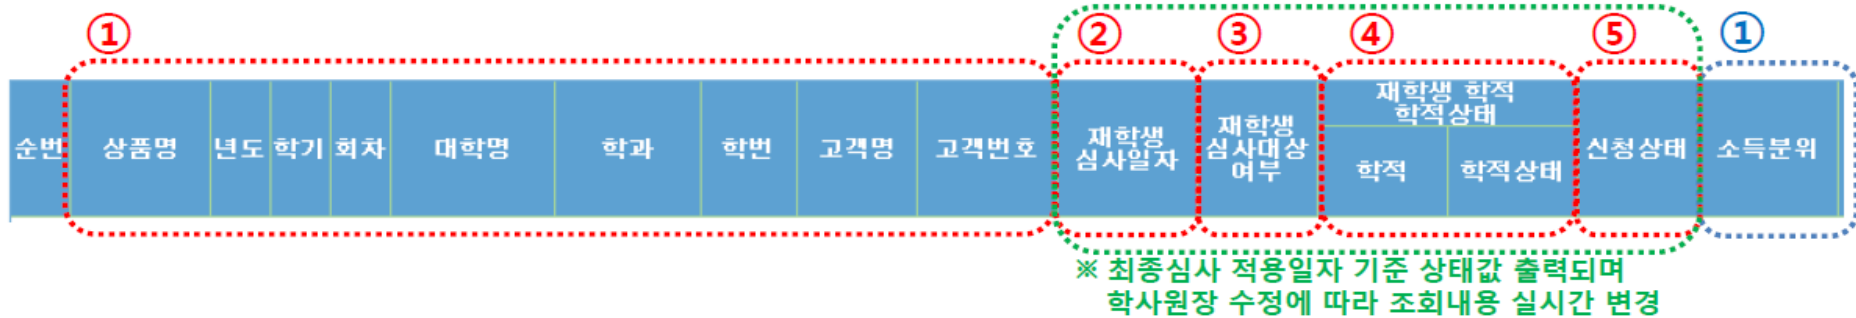 ① ② ③ ④ ⑤ ①
순번 상품명 년도 학기 회차 대학명 학과 학번 고객명 고객번호
재학생
심사일자
재학생
심사대상
여부
재학생 학적
학적상태
학적 학적상태
신청상태
소득분위
※ 최종심사 적용일자 기준 상태값 출력되며
학사원장 수정에 따라 조회내용 실시간 변경